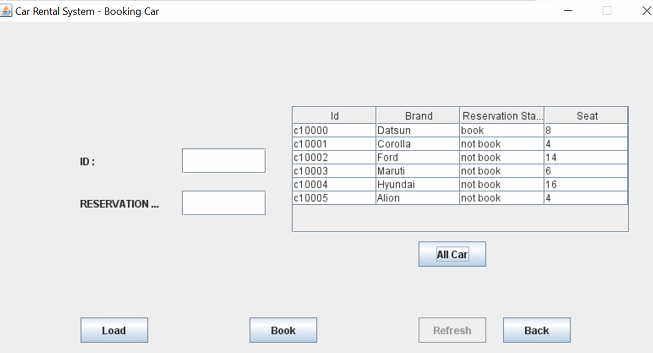 Car Rental System - Booking Car
Id Brand Reservation Sta... Seat
c10000 Datsun book 8
c10001 Corolla not book 4
c10002 Ford not book 14
c10003 Maruti not book 6
c10004 Hyundai not book 16
c10005 Alion not book 4
ID :
RESERVATION ...
All Car
Load Book Refresh Back